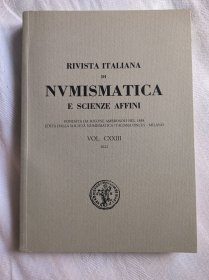 RIVISTA ITALIANA
DI
NVMISMATICA
E SCIENZE AFFINI
FONDATA DA SOLONE AMBROSOLI NEL 1888
EDITA DALLA SOCIETÀ NUMISMATICA ITALIANA ONLUS - MILANO
VOL. CXXIII
2022